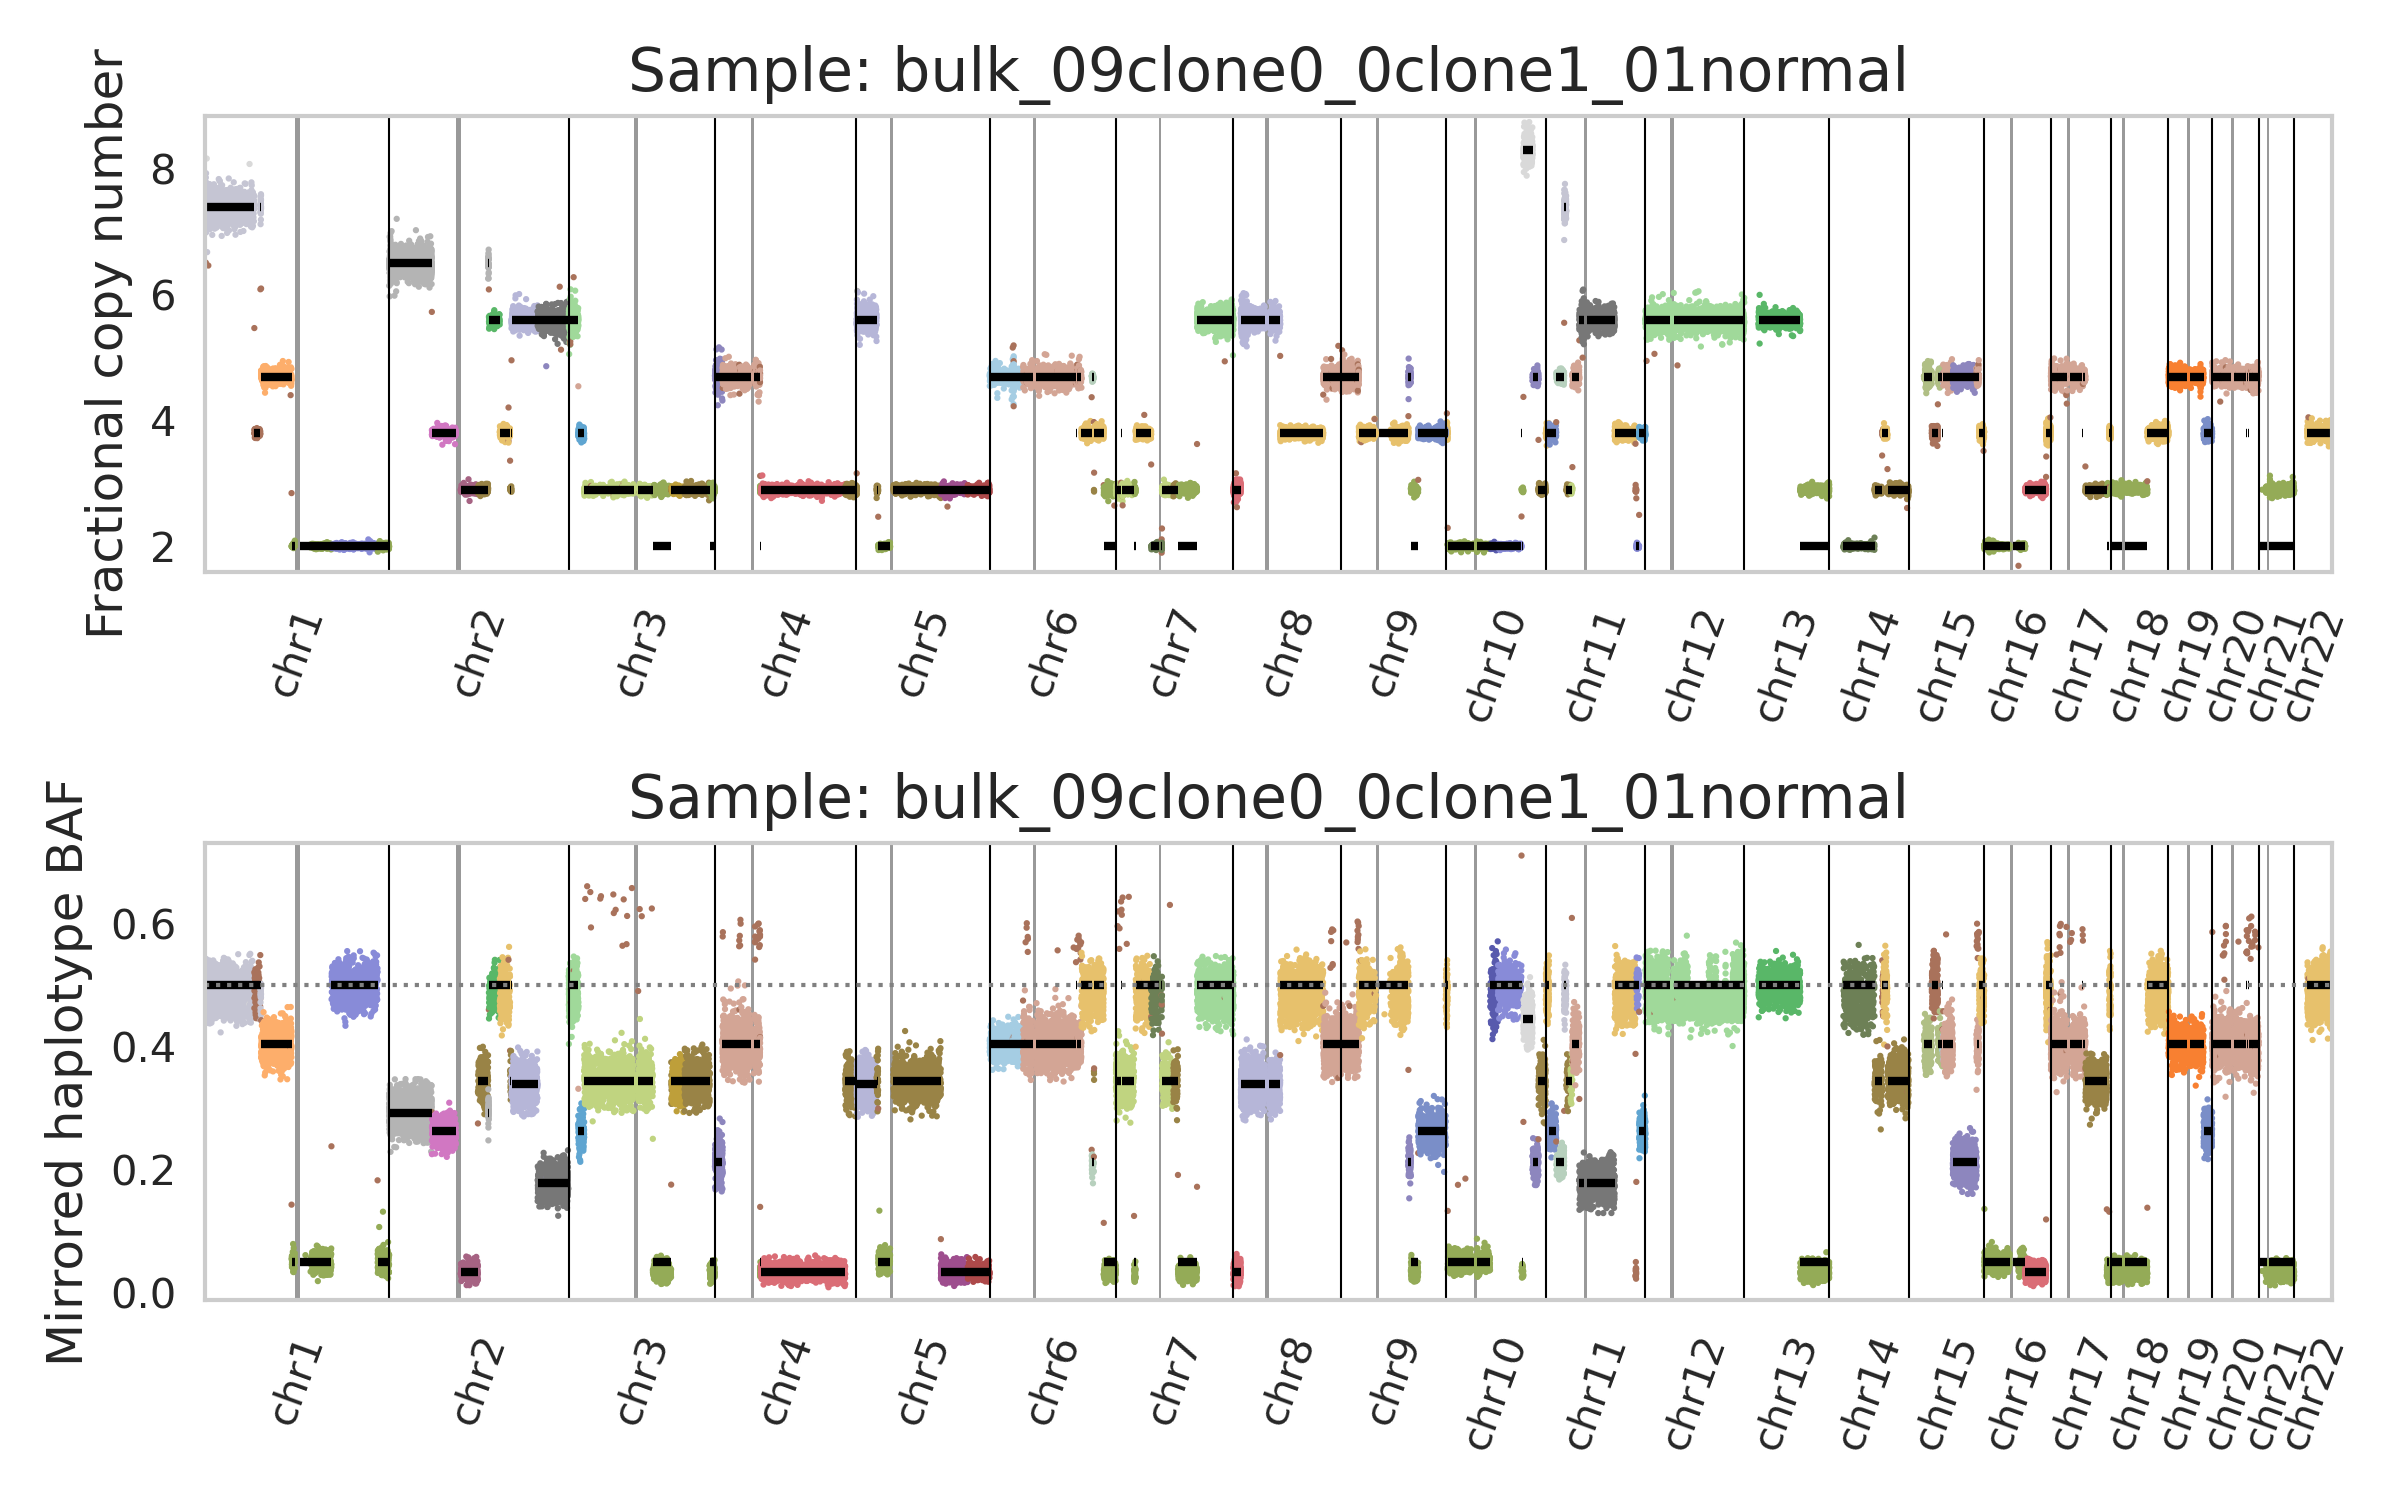 Sample: bulk_09clone0_0clone1_01normal
Fractional copy number
8
6
4
2
chr1
chr2
chr3
chr4
chr5
chr6
chr7
chr8
chr9
chr10
chr11
chr12
chr13
chr14
chr15
chr16
chr17
chr18
chr19
chr20
chr21
chr22
Sample: bulk_09clone0_0clone1_01normal
Mirrored haplotype BAF
0.6
0.4
0.2
0.0
chr1
chr2
chr3
chr4
chr5
chr6
chr7
chr8
chr9
chr10
chr11
chr12
chr13
chr14
chr15
chr16
chr17
chr18
chr19
chr20
chr21
chr22